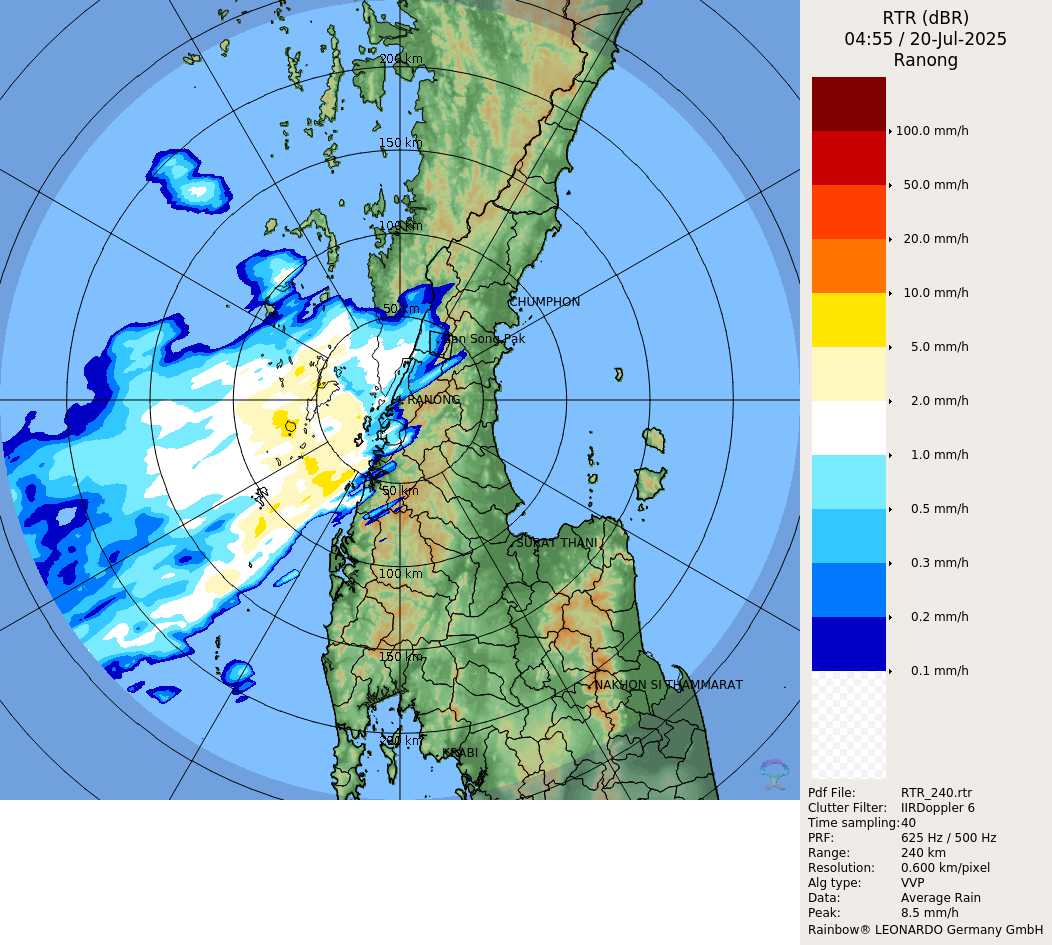 RTR (dBR)
04:55 / 20-Jul-2025
Ranong
200 km
150 km
100 km
50 km
CHUMPHON
Ban Song Pak
RANONG
50 km
SURAT THANI
100 km
150 km
NAKHON SI THAMMARAT
200 km
KRABI
100.0 mm/h
50.0 mm/h
20.0 mm/h
10.0 mm/h
5.0 mm/h
2.0 mm/h
1.0 mm/h
0.5 mm/h
0.3 mm/h
0.2 mm/h
0.1 mm/h
Pdf File: RTR_240.rtr
Clutter Filter: IIRDoppler 6
Time sampling:40
PRF: 625 Hz / 500 Hz
Range: 240 km
Resolution: 0.600 km/pixel
Alg type: VVP
Data: Average Rain
Peak: 8.5 mm/h
Rainbow® LEONARDO Germany GmbH